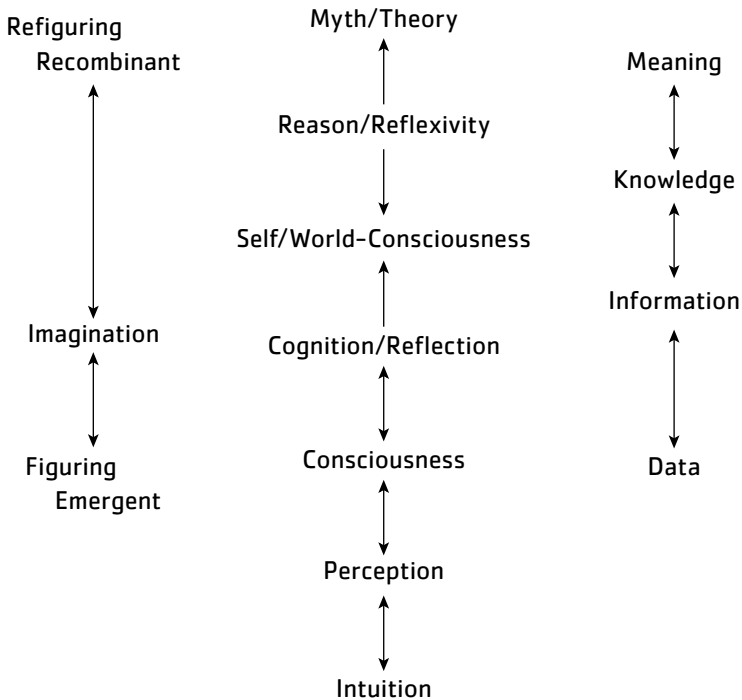 Refiguring
Recombinant
Imagination
Figuring
Emergent
Myth/Theory
Reason/Reflexivity
Self/World-Consciousness
Cognition/Reflection
Consciousness
Perception
Intuition
Meaning
Knowledge
Information
Data